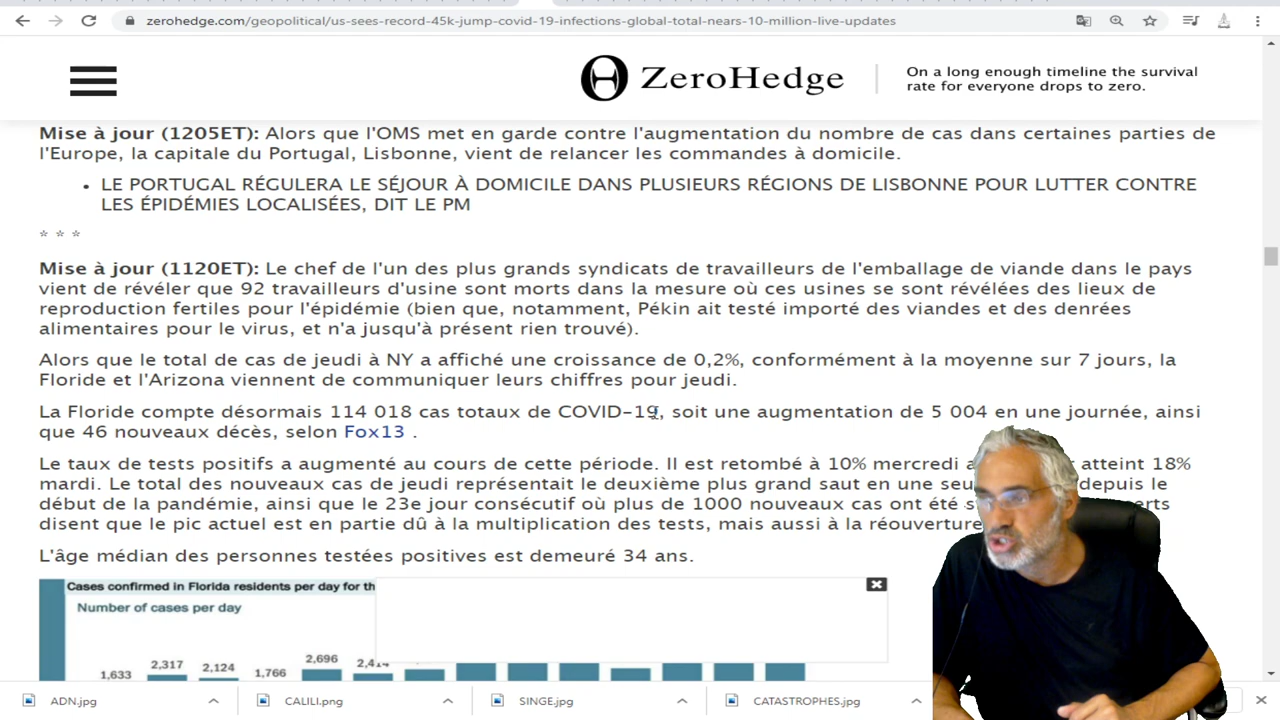 zerohedge.com/geopolitical/us-sees-record-45k-jump-covid-19-infections-global-total-nears-10-million-live-updates
ZeroHedge
On a long enough timeline the survival
rate for everyone drops to zero.
Mise à jour (1205ET): Alors que l'OMS met en garde contre l'augmentation du nombre de cas dans certaines parties de
l'Europe, la capitale du Portugal, Lisbonne, vient de relancer les commandes à domicile.
• LE PORTUGAL RÉGULERA LE SÉJOUR À DOMICILE DANS PLUSIEURS RÉGIONS DE LISBONNE POUR LUTTER CONTRE
LES ÉPIDÉMIES LOCALISÉES, DIT LE PM
* * *
Mise à jour (1120ET): Le chef de l'un des plus grands syndicats de travailleurs de l'emballage de viande dans le pays
vient de révéler que 92 travailleurs d'usine sont morts dans la mesure où ces usines se sont révélées des lieux de
reproduction fertiles pour l'épidémie (bien que, notamment, Pékin ait testé importé des viandes et des denrées
alimentaires pour le virus, et n'a jusqu'à présent rien trouvé).
Alors que le total de cas de jeudi à NY a affiché une croissance de 0,2%, conformément à la moyenne sur 7 jours, la
Floride et l'Arizona viennent de communiquer leurs chiffres pour jeudi.
La Floride compte désormais 114 018 cas totaux de COVID-19, soit une augmentation de 5 004 en une journée, ainsi
que 46 nouveaux décès, selon Fox13 .
Le taux de tests positifs a augmenté au cours de cette période. Il est retombé à 10% mercredi atteint 18%
mardi. Le total des nouveaux cas de jeudi représentait le deuxième plus grand saut en une depuis le
début de la pandémie, ainsi que le 23e jour consécutif où plus de 1000 nouveaux cas ont été
disent que le pic actuel est en partie dû à la multiplication des tests, mais aussi à la réouverture
L'âge médian des personnes testées positives est demeuré 34 ans.
Cases confirmed in Florida residents per day for
Number of cases per day
1,633 2,317 2,124 1,766 2,696
ADN.jpg CALILI.png SINGE.jpg CATASTROPHES.jpg